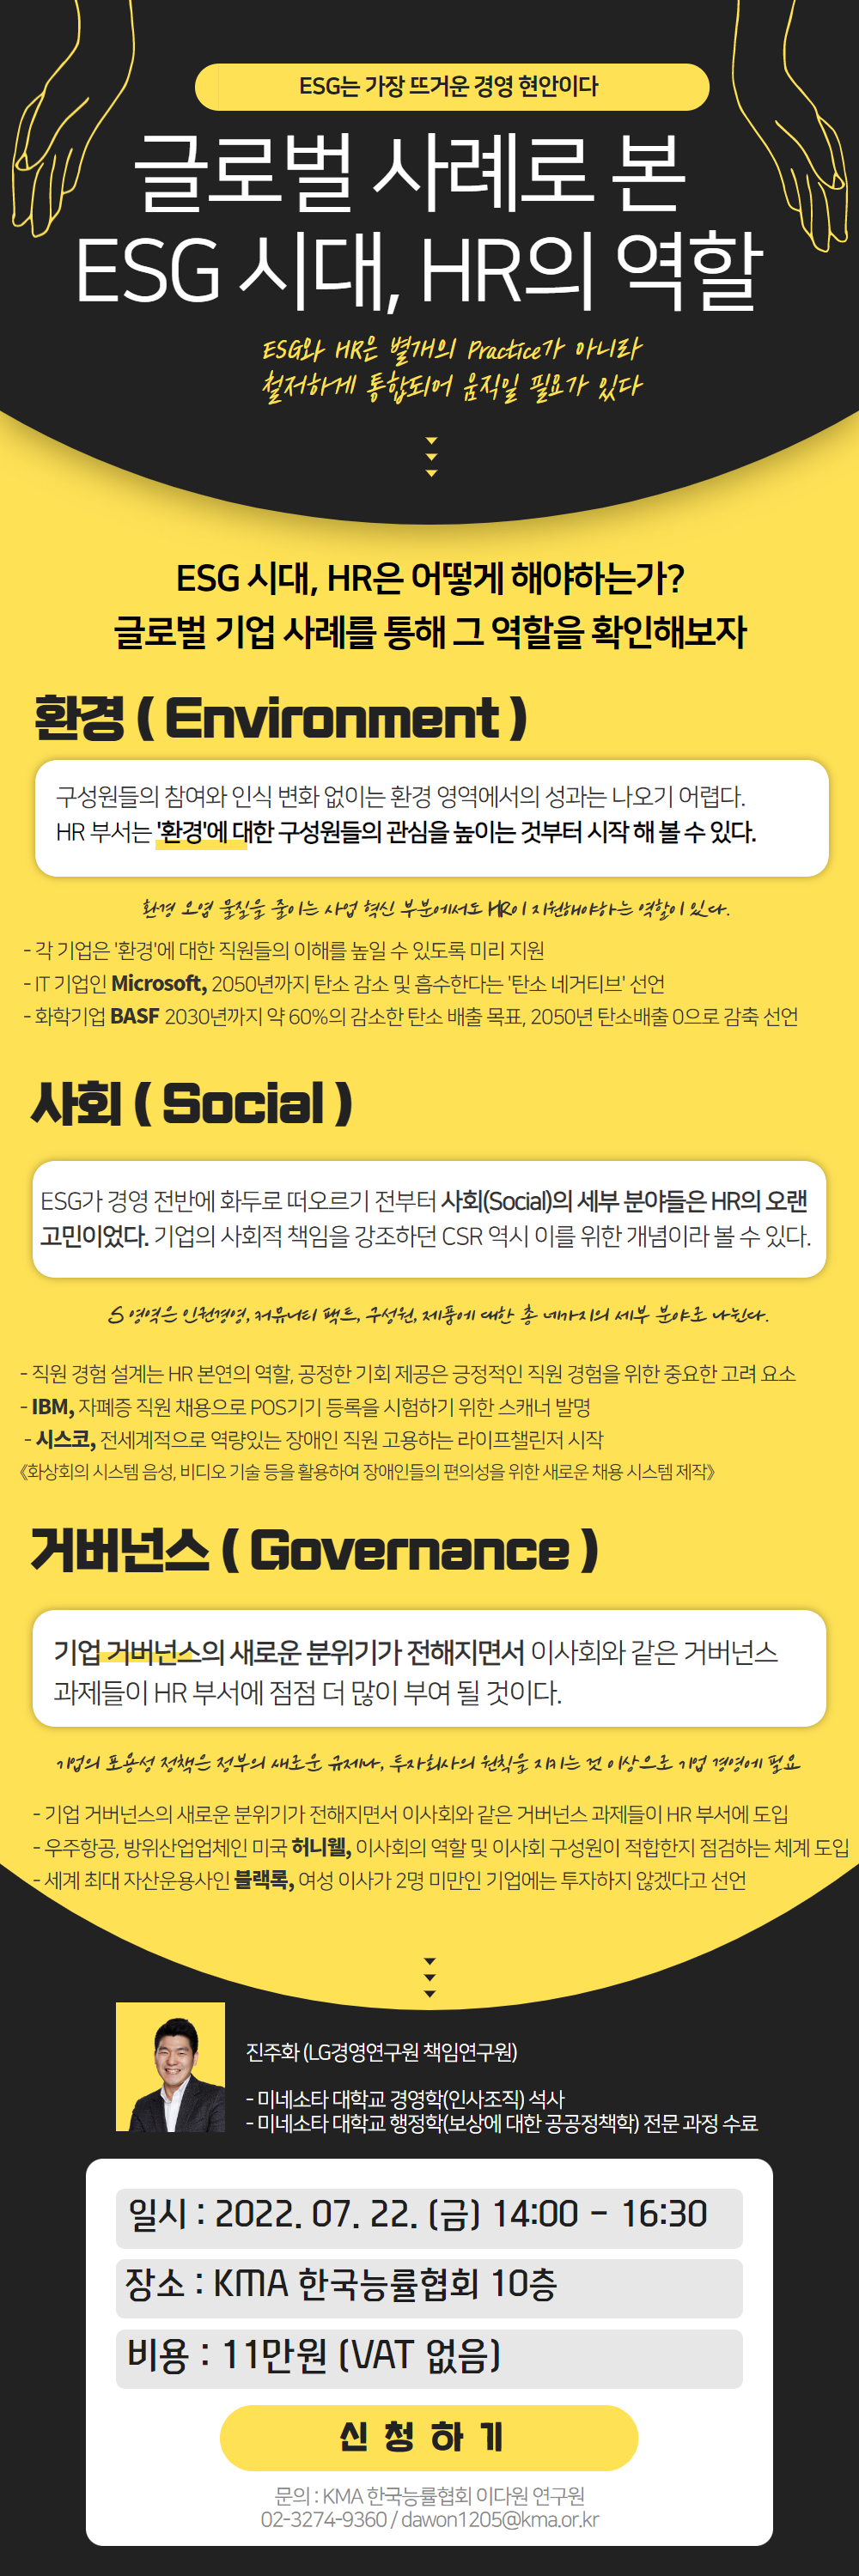 ESG는 가장 뜨거운 경영 현안이다
글로벌 사례로 본
ESG 시대, HR의 역할
ESG와 HR은 별개의 Practice가 아니라
철저하게 통합되어 움직일 필요가 있다
ESG 시대, HR은 어떻게 해야하는가?
글로벌 기업 사례를 통해 그 역할을 확인해보자
환경 ( Environment )
구성원들의 참여와 인식 변화 없이는 환경 영역에서의 성과는 나오기 어렵다.
HR 부서는 '환경'에 대한 구성원들의 관심을 높이는 것부터 시작 해 볼 수 있다.
환경 오염 물질을 줄이는 사업 혁신 부분에서도 HR이 지원해야하는 역할이 있다.
- 각 기업은 '환경'에 대한 직원들의 이해를 높일 수 있도록 미리 지원
- IT 기업인 Microsoft, 2050년까지 탄소 감소 및 흡수한다는 '탄소 네거티브' 선언
- 화학기업 BASF 2030년까지 약 60%의 감소한 탄소 배출 목표, 2050년 탄소배출 0으로 감축 선언
사회 ( Social )
ESG가 경영 전반에 화두로 떠오르기 전부터 사회(Social)의 세부 분야들은 HR의 오랜
고민이었다. 기업의 사회적 책임을 강조하던 CSR 역시 이를 위한 개념이라 볼 수 있다.
S 영역은 인권경영, 커뮤니티 팩트, 구성원, 제품에 대한 총 네가지의 세부 분야로 나뉜다.
- 직원 경험 설계는 HR 본연의 역할, 공정한 기회 제공은 긍정적인 직원 경험을 위한 중요한 고려 요소
- IBM, 자폐증 직원 채용으로 POS기기 등록을 시험하기 위한 스캐너 발명
- 시스코, 전세계적으로 역량있는 장애인 직원 고용하는 라이프챌린저 시작
《화상회의 시스템 음성, 비디오 기술 등을 활용하여 장애인들의 편의성을 위한 새로운 채용 시스템 제작》
거버넌스 ( Governance )
기업 거버넌스의 새로운 분위기가 전해지면서 이사회와 같은 거버넌스
과제들이 HR 부서에 점점 더 많이 부여 될 것이다.
기업의 포용성 정책은 정부의 새로운 규제나, 투자회사의 원칙을 지키는 것 이상으로 기업 경영에 필요
- 기업 거버넌스의 새로운 분위기가 전해지면서 이사회와 같은 거버넌스 과제들이 HR 부서에 도입
- 우주항공, 방위산업업체인 미국 허니웰, 이사회의 역할 및 이사회 구성원이 적합한지 점검하는 체계 도입
- 세계 최대 자산운용사인 블랙록, 여성 이사가 2명 미만인 기업에는 투자하지 않겠다고 선언
진주화 (LG경영연구원 책임연구원)
- 미네소타 대학교 경영학(인사조직) 석사
- 미네소타 대학교 행정학(보상에 대한 공공정책학) 전문 과정 수료
일시 : 2022. 07. 22. (금) 14:00 - 16:30
장소 : KMA 한국능률협회 10층
비용 : 11만원 (VAT 없음)
신 청 하 기
문의 : KMA 한국능률협회 이다원 연구원
02-3274-9360 / dawon1205@kma.or.kr